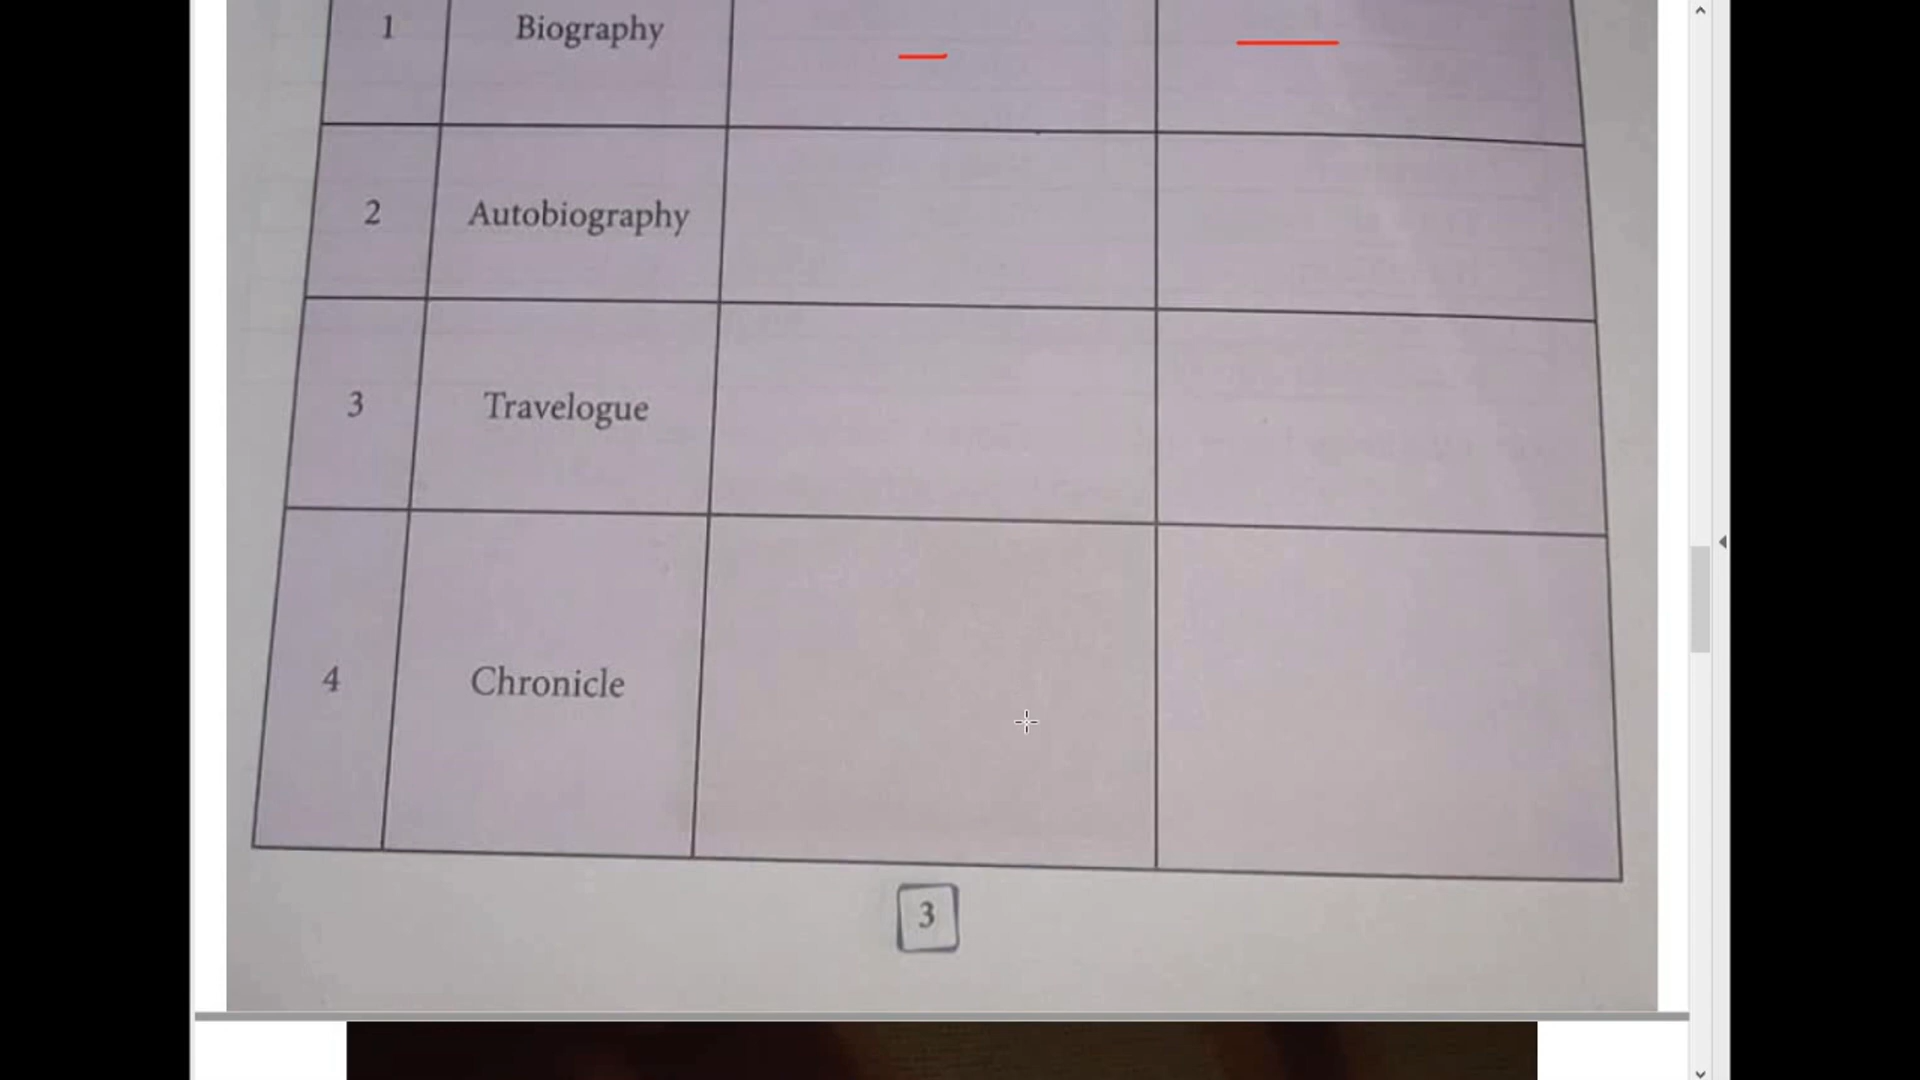 1 Biography
2 Autobiography
3 Travelogue
4 Chronicle
3